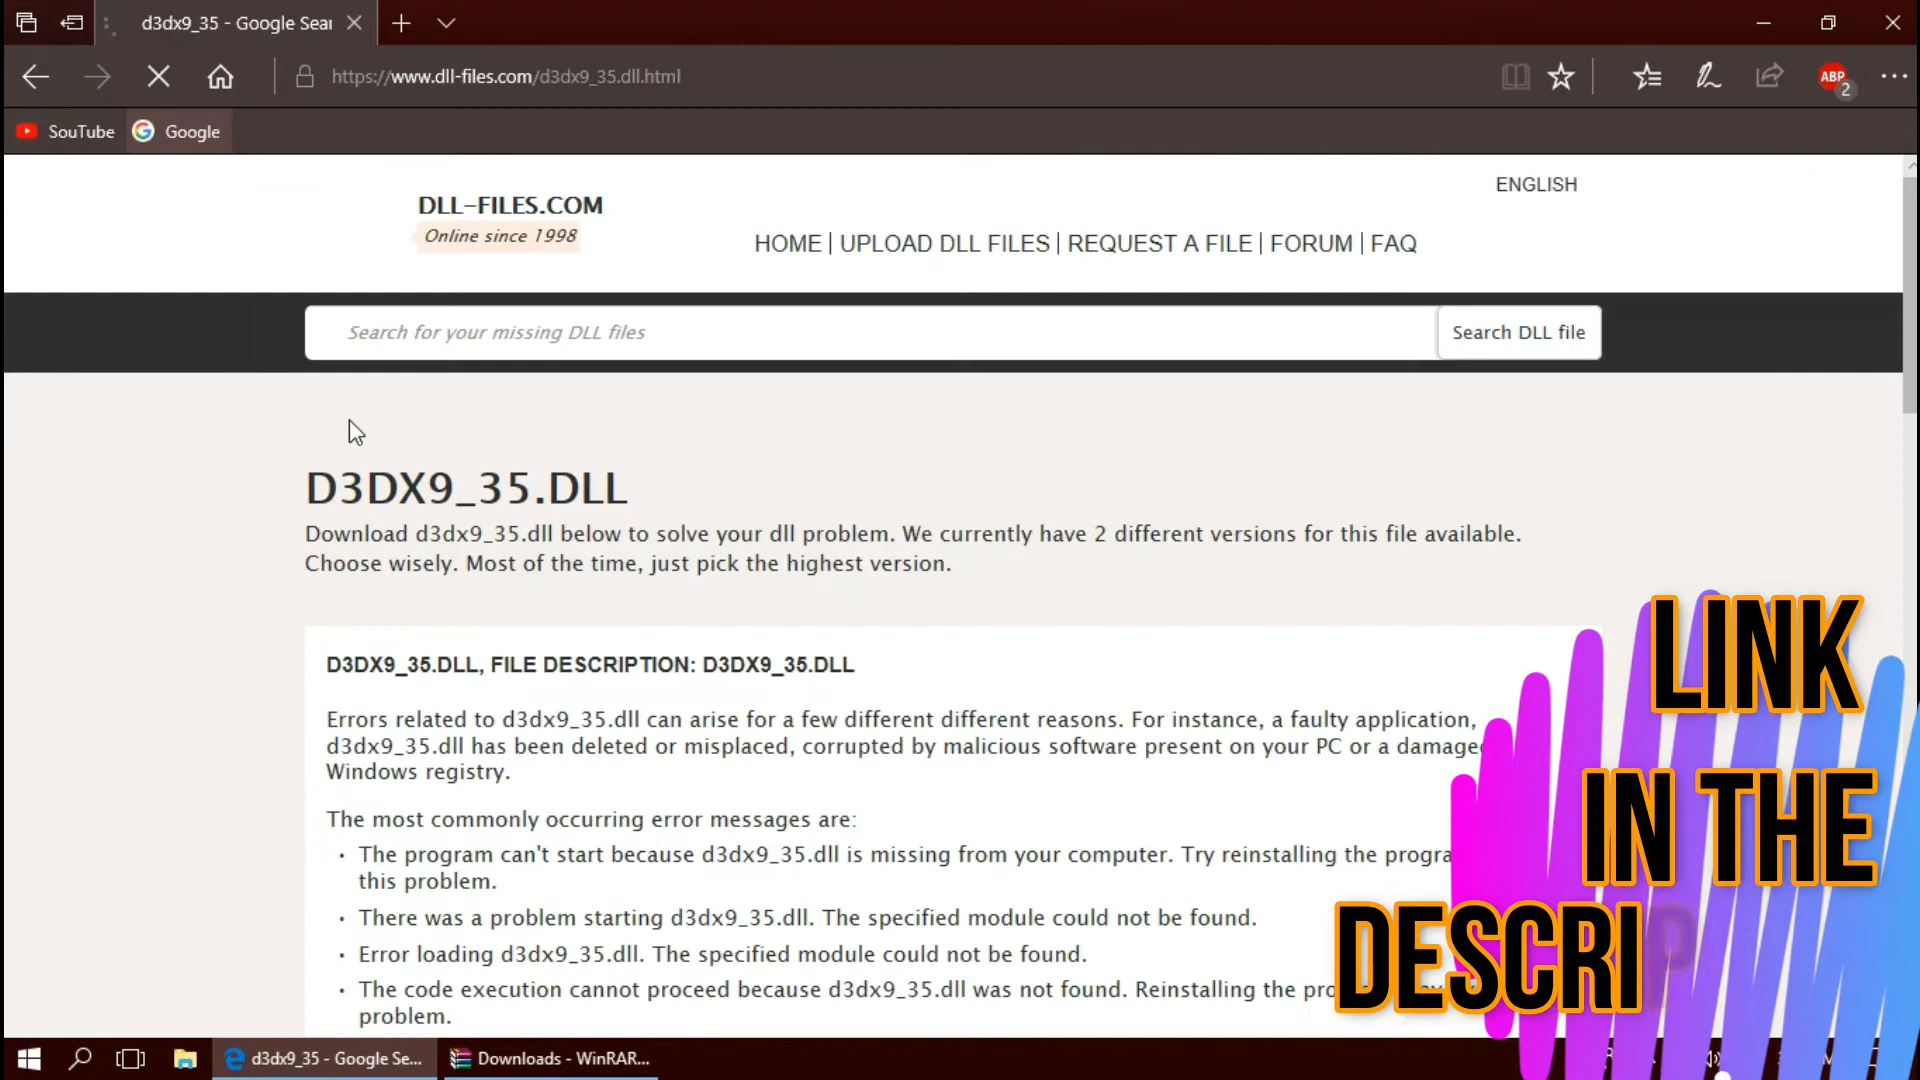 d3dx9_35 - Google Sear
https://www.dll-files.com/d3dx9_35.dll.html
ABP
2
SouTube
Google
ENGLISH
DLL-FILES.COM
Online since 1998
HOME | UPLOAD DLL FILES | REQUEST A FILE | FORUM | FAQ
Search for your missing DLL files
Search DLL file
D3DX9_35.DLL
Download d3dx9_35.dll below to solve your dll problem. We currently have 2 different versions for this file available.
Choose wisely. Most of the time, just pick the highest version.
D3DX9_35.DLL, FILE DESCRIPTION: D3DX9_35.DLL
Errors related to d3dx9_35.dll can arise for a few different different reasons. For instance, a faulty application,
d3dx9_35.dll has been deleted or misplaced, corrupted by malicious software present on your PC or a damaged
Windows registry.
The most commonly occurring error messages are:
• The program can't start because d3dx9_35.dll is missing from your computer. Try reinstalling the progra
this problem.
• There was a problem starting d3dx9_35.dll. The specified module could not be found.
• Error loading d3dx9_35.dll. The specified module could not be found.
• The code execution cannot proceed because d3dx9_35.dll was not found. Reinstalling the pro
problem.
LINK
IN THE
DESCRIP
d3dx9_35 - Google Se...
Downloads - WinRAR...